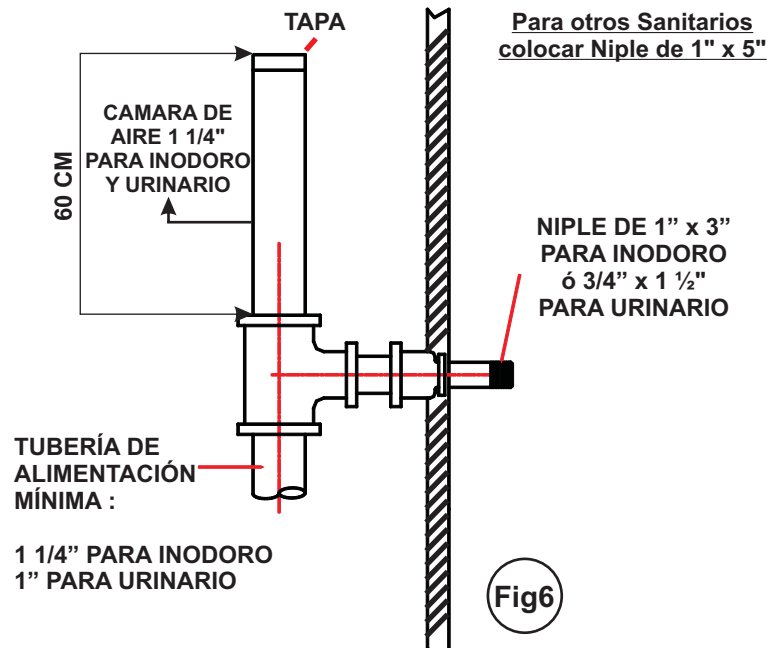 TAPA
Para otros Sanitarios
colocar Niple de 1" x 5"
CAMARA DE
AIRE 1 1/4"
PARA INODORO
Y URINARIO
60 CM
NIPLE DE 1” x 3”
PARA INODORO
ó 3/4” x 1 ½"
PARA URINARIO
TUBERÍA DE
ALIMENTACIÓN
MÍNIMA :
1 1/4” PARA INODORO
1” PARA URINARIO
Fig6